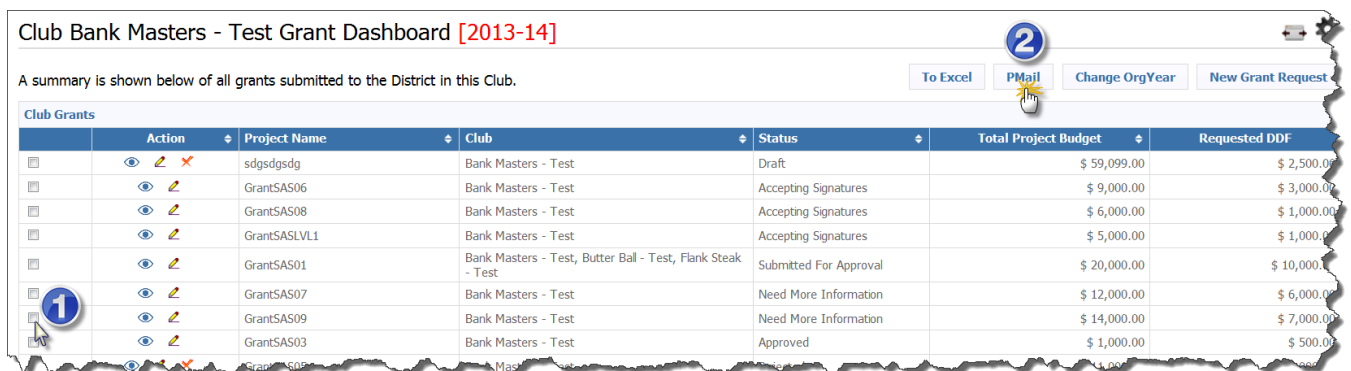 Club Bank Masters - Test Grant Dashboard [2013-14]
2
A summary is shown below of all grants submitted to the District in this Club.
To Excel PMail Change OrgYear New Grant Request
Club Grants
Action Project Name Club Status Total Project Budget Requested DDF
sdgsdgsdg Bank Masters - Test Draft $ 59,099.00 $ 2,500.00
GrantSAS06 Bank Masters - Test Accepting Signatures $ 9,000.00 $ 3,000.00
GrantSAS08 Bank Masters - Test Accepting Signatures $ 6,000.00 $ 1,000.00
GrantSASLVL1 Bank Masters - Test Accepting Signatures $ 5,000.00 $ 1,000.00
GrantSAS01 Bank Masters - Test, Butter Ball - Test, Flank Steak - Test Submitted For Approval $ 20,000.00 $ 10,000.
GrantSAS07 Bank Masters - Test Need More Information $ 12,000.00 $ 6,000.00
1
GrantSAS09 Bank Masters - Test Need More Information $ 14,000.00 $ 7,000.00
GrantSAS03 Bank Masters - Test Approved $ 1,000.00 $ 500.00